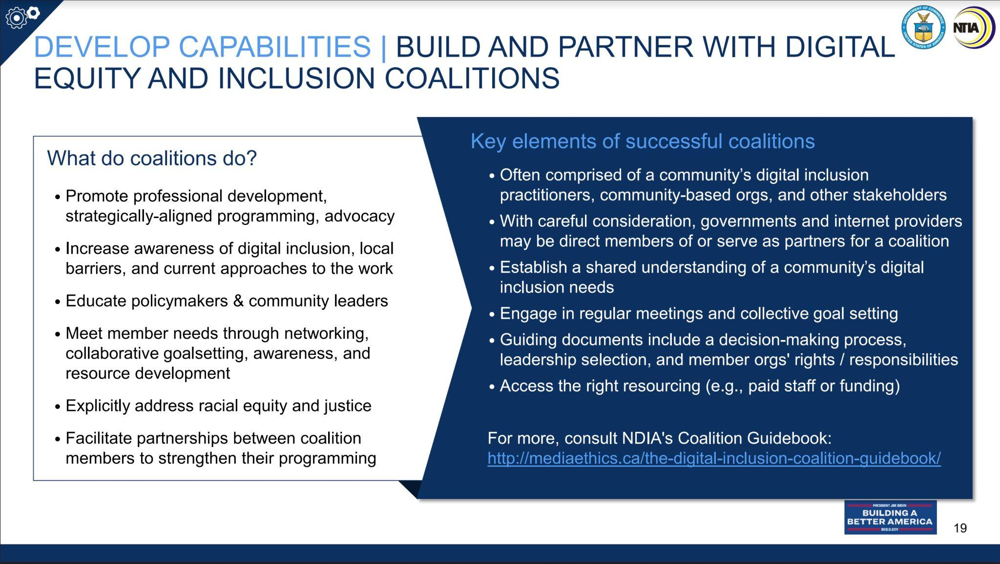 DEVELOP CAPABILITIES | BUILD AND PARTNER WITH DIGITAL
EQUITY AND INCLUSION COALITIONS
DEPARTMENT OF COMMERCE
UNITED STATES OF AMERICA
NTIA
What do coalitions do?
• Promote professional development,
strategically-aligned programming, advocacy
• Increase awareness of digital inclusion, local
barriers, and current approaches to the work
• Educate policymakers & community leaders
• Meet member needs through networking,
collaborative goalsetting, awareness, and
resource development
• Explicitly address racial equity and justice
• Facilitate partnerships between coalition
members to strengthen their programming
Key elements of successful coalitions
• Often comprised of a community’s digital inclusion
practitioners, community-based orgs, and other stakeholders
• With careful consideration, governments and internet providers
may be direct members of or serve as partners for a coalition
• Establish a shared understanding of a community’s digital
inclusion needs
• Engage in regular meetings and collective goal setting
• Guiding documents include a decision-making process,
leadership selection, and member orgs' rights / responsibilities
• Access the right resourcing (e.g., paid staff or funding)
For more, consult NDIA's Coalition Guidebook:
http://mediaethics.ca/the-digital-inclusion-coalition-guidebook/
PRESIDENT JOE BIDEN
BUILDING A
BETTER AMERICA
BUILD.GOV
19